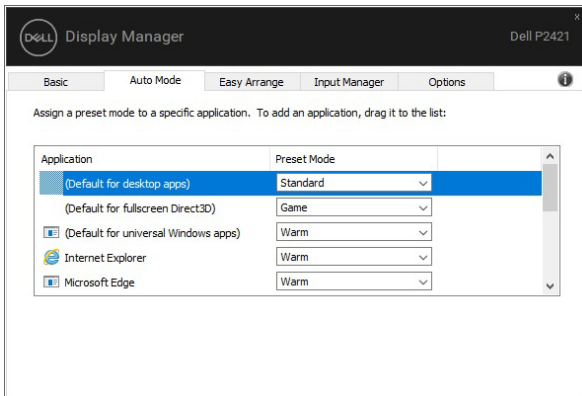 DELL Display Manager
Dell P2421
Basic
Auto Mode
Easy Arrange
Input Manager
Options
Assign a preset mode to a specific application. To add an application, drag it to the list:
Application Preset Mode
(Default for desktop apps) Standard
(Default for fullscreen Direct3D) Game
(Default for universal Windows apps) Warm
Internet Explorer Warm
Microsoft Edge Warm